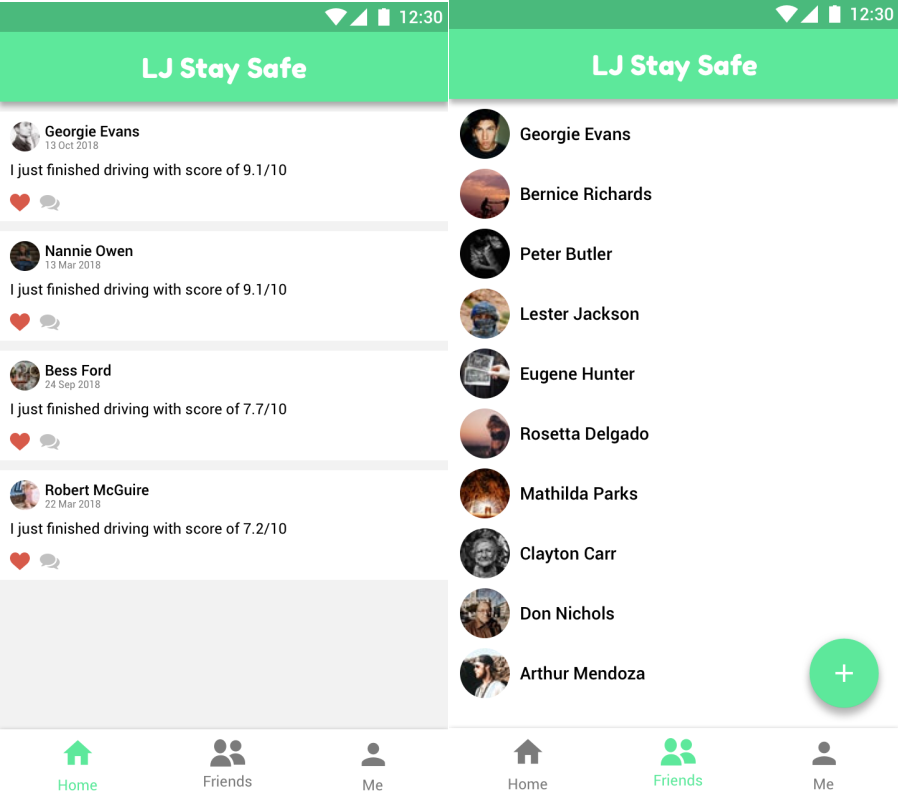 12:30
LJ Stay Safe
Georgie Evans
13 Oct 2018
I just finished driving with score of 9.1/10
Nannie Owen
13 Mar 2018
I just finished driving with score of 9.1/10
Bess Ford
24 Sep 2018
I just finished driving with score of 7.7/10
Robert McGuire
22 Mar 2018
I just finished driving with score of 7.2/10
Home
Friends
Me
12:30
LJ Stay Safe
Georgie Evans
Bernice Richards
Peter Butler
Lester Jackson
Eugene Hunter
Rosetta Delgado
Mathilda Parks
Clayton Carr
Don Nichols
Arthur Mendoza
+
Home
Friends
Me